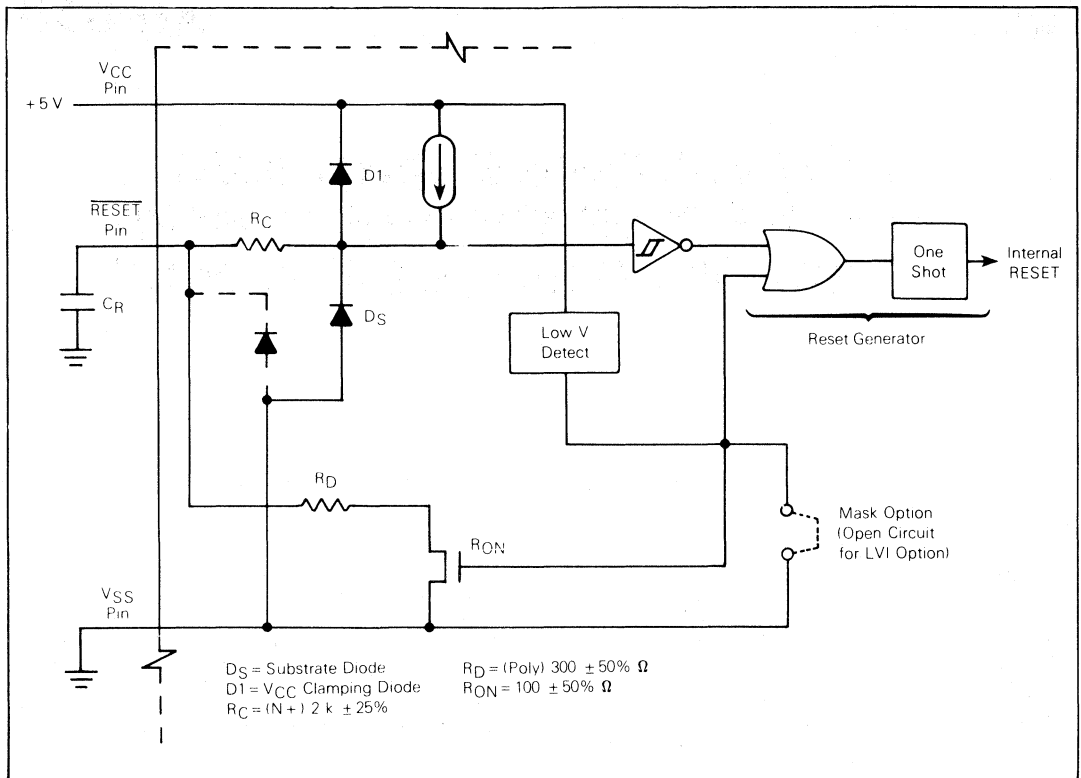 VCC
Pin
+5 V
D1
RESET
Pin
RC
CR
DS
Low V
Detect
One
Shot
Internal
RESET
Reset Generator
RD
RON
Mask Option
(Open Circuit
for LVI Option)
VSS
Pin
DS = Substrate Diode
D1 = VCC Clamping Diode
RC = (N+) 2 k ±25%
RD = (Poly) 300 ±50% Ω
RON = 100 ±50% Ω